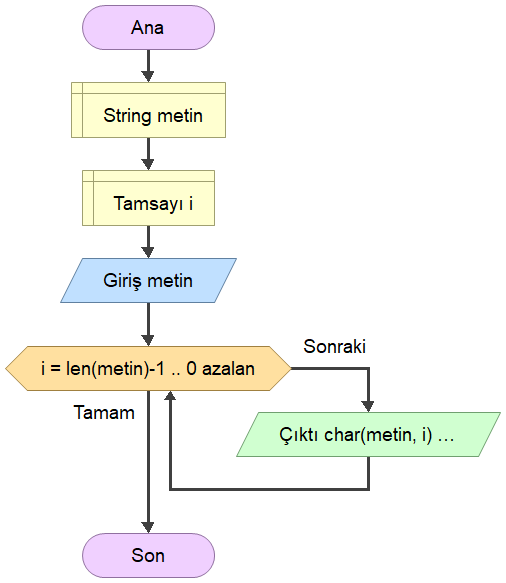 Ana
String metin
Tamsayı i
Giriş metin
i = len(metin)-1 .. 0 azalan
Sonraki
Tamam
Çıktı char(metin, i) ...
Son